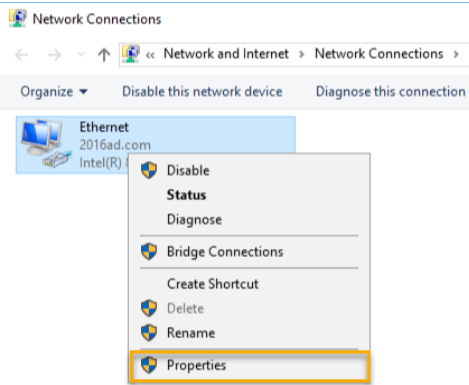 Network Connections
« Network and Internet > Network Connections >
Organize ▼ Disable this network device Diagnose this connection
Ethernet
2016ad.com
Intel(R)
Disable
Status
Diagnose
Bridge Connections
Create Shortcut
Delete
Rename
Properties